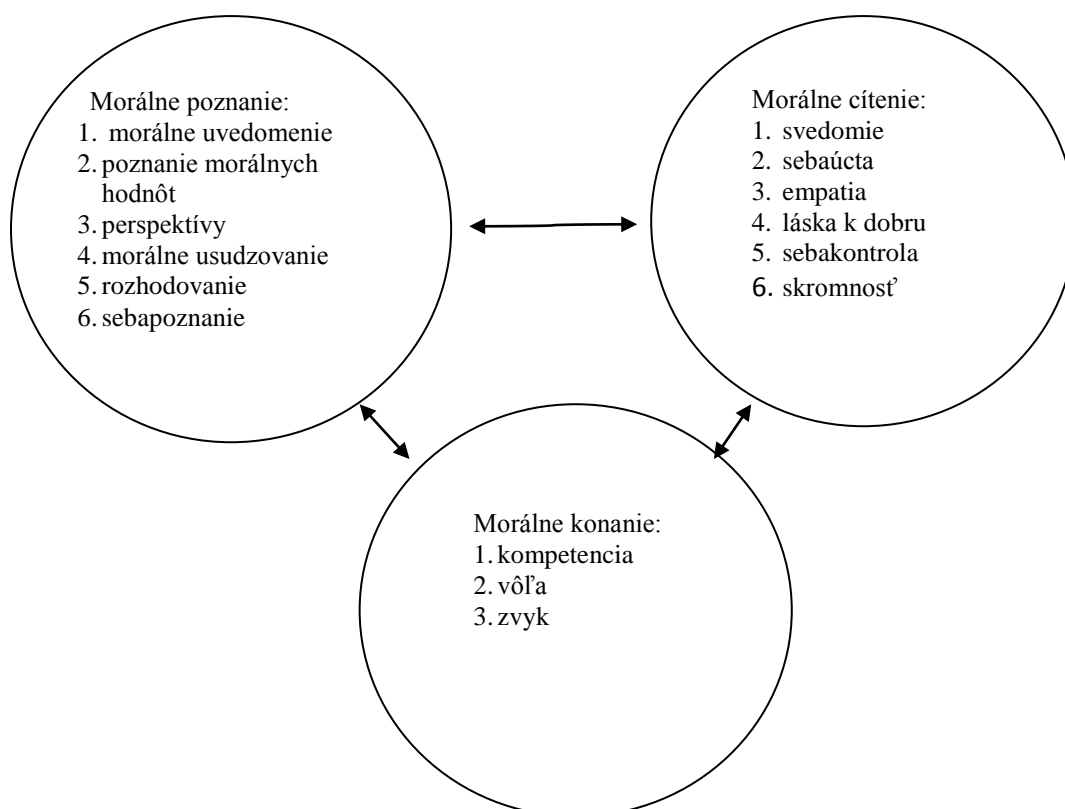 Morálne poznanie:
1. morálne uvedomenie
2. poznanie morálnych
hodnôt
3. perspektívy
4. morálne usudzovanie
5. rozhodovanie
6. sebapoznanie
Morálne cítenie:
1. svedomie
2. sebaúcta
3. empatia
4. láska k dobru
5. sebakontrola
6. skromnosť
Morálne konanie:
1. kompetencia
2. vôľa
3. zvyk